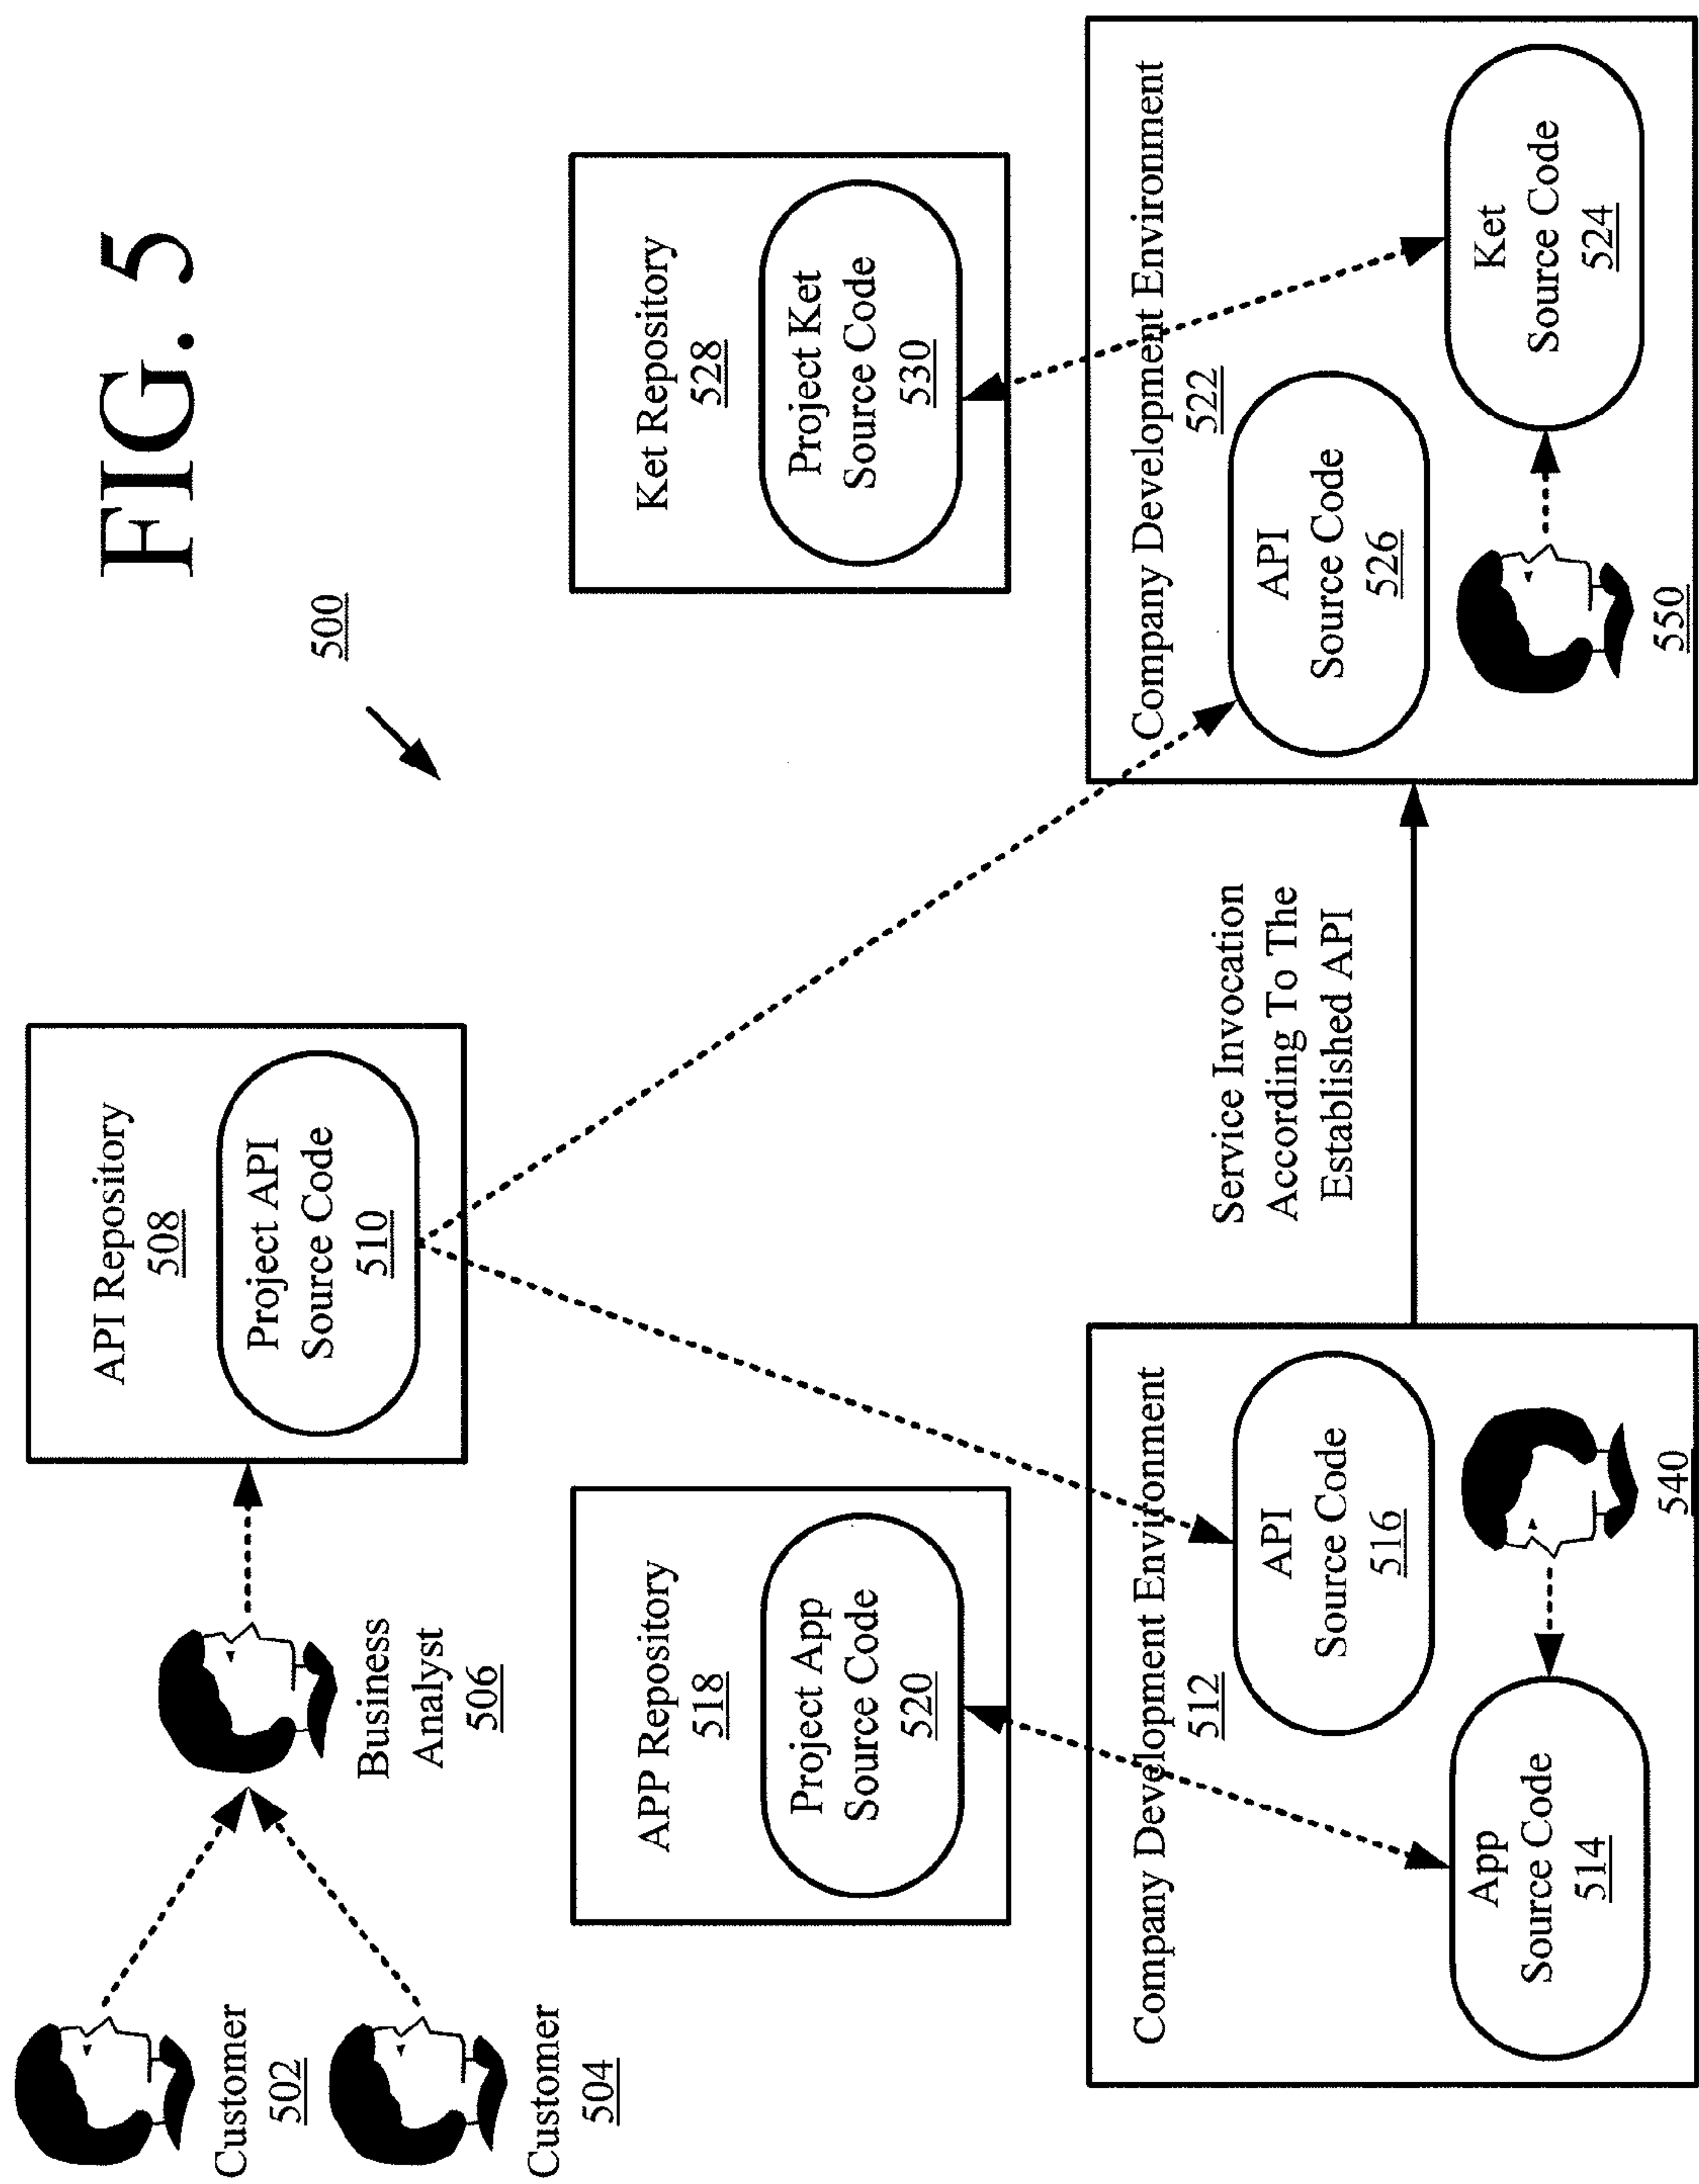 FIG. 5
500
Customer
502
Customer
504
Business
Analyst
506
API Repository
508
Project API
Source Code
510
APP Repository
518
Project App
Source Code
520
Ket Repository
528
Project Ket
Source Code
530
Company Development Environment
512
API
Source Code
516
App
Source Code
514
540
Service Invocation
According To The
Established API
Company Development Environment
522
API
Source Code
526
Ket
Source Code
524
550